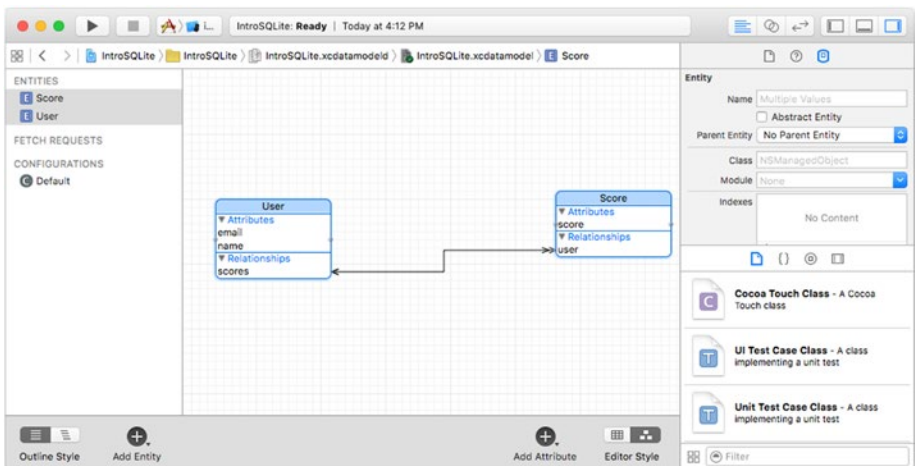 L...
IntroSQLite: Ready | Today at 4:12 PM
IntroSQLite
IntroSQLite
IntroSQLite.xcdatamodeld
IntroSQLite.xcdatamodel
E Score
ENTITIES
E Score
E User
FETCH REQUESTS
CONFIGURATIONS
C Default
User
Attributes
email
name
Relationships
scores
Score
Attributes
score
Relationships
user
Outline Style
Add Entity
Add Attribute
Editor Style
Entity
Name Multiple Values
Abstract Entity
Parent Entity No Parent Entity
Class NSManagedObject
Module None
Indexes
No Content
{}
C
Cocoa Touch Class - A Cocoa
Touch class
T
UI Test Case Class - A class
implementing a unit test
T
Unit Test Case Class - A class
implementing a unit test
Filter